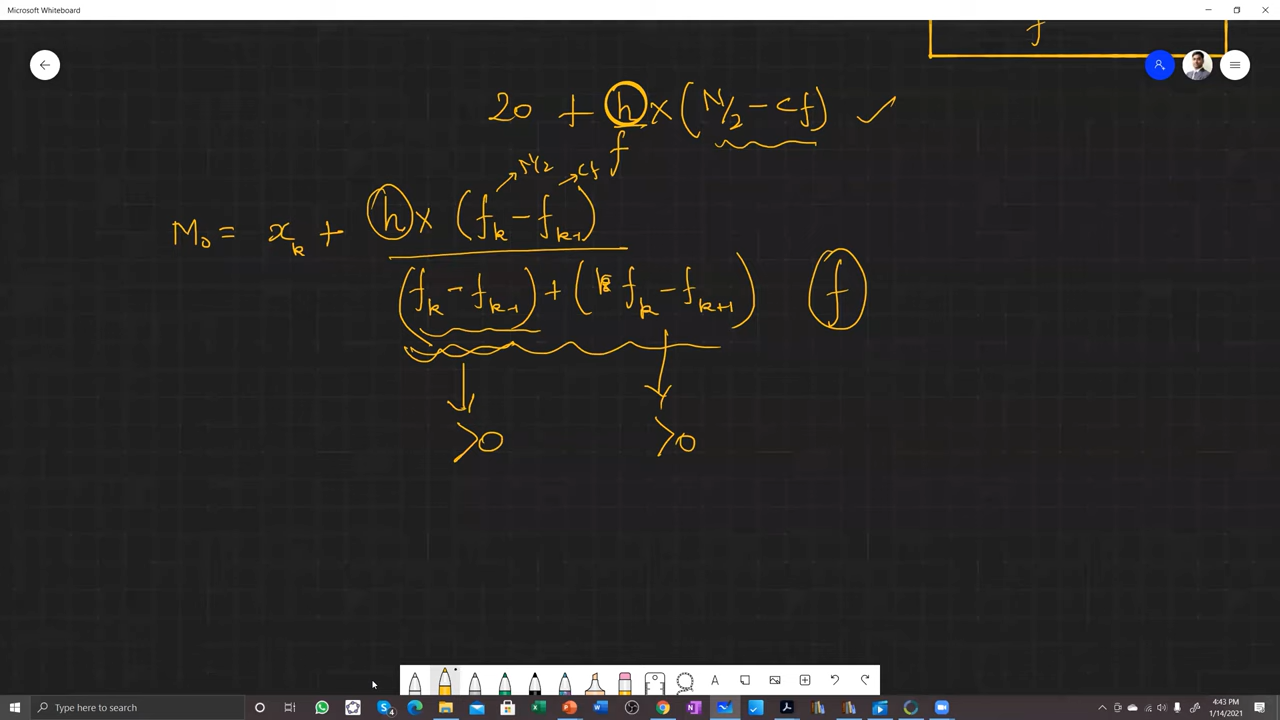 Microsoft Whiteboard
f
20 + h × (N/2 - cf) ✓
f
N/2 cf
M₀ = xₖ + h × (fₖ - fₖ₋₁)
(fₖ - fₖ₋₁) + (fₖ - fₖ₊₁) f
>0 >0
A
Type here to search
4:43 PM
1/14/2021